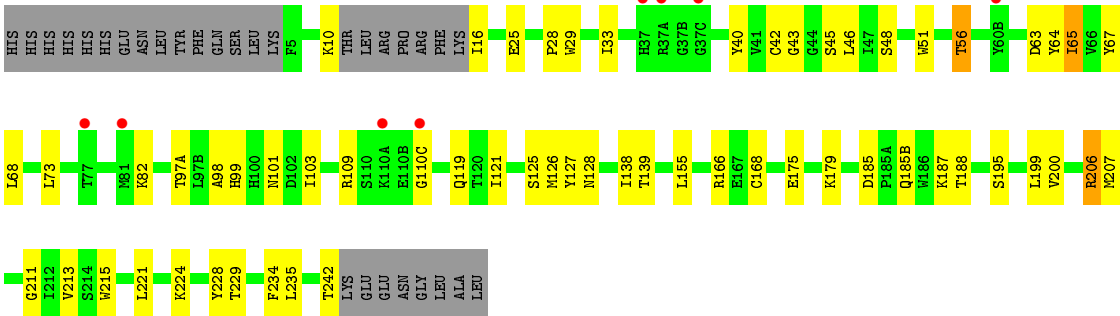 HIS HIS HIS HIS HIS HIS GLU ASN LEU TYR PHE GLN SER LEU LYS F5 K10 THR LEU ARG PRO ARG PHE LYS I16 E25 P28 W29 I33 H37 R37A G37B G37C Y40 V41 C42 G43 G44 S45 L46 I47 S48 W51 T56 Y60B D63 Y64 I65 V66 Y67
L68 L73 T77 M81 K82 T97A L97B A98 H99 H100 N101 D102 I103 R109 S110 K110A E110B G110C Q119 T120 I121 S125 M126 Y127 N128 I138 T139 L155 R166 E167 C168 E175 K179 D185 P185A Q185B W186 K187 T188 S195 L199 V200 R206 M207
G211 I212 V213 S214 W215 L221 K224 Y228 T229 F234 L235 T242 LYS GLU GLU ASN GLY LEU ALA LEU